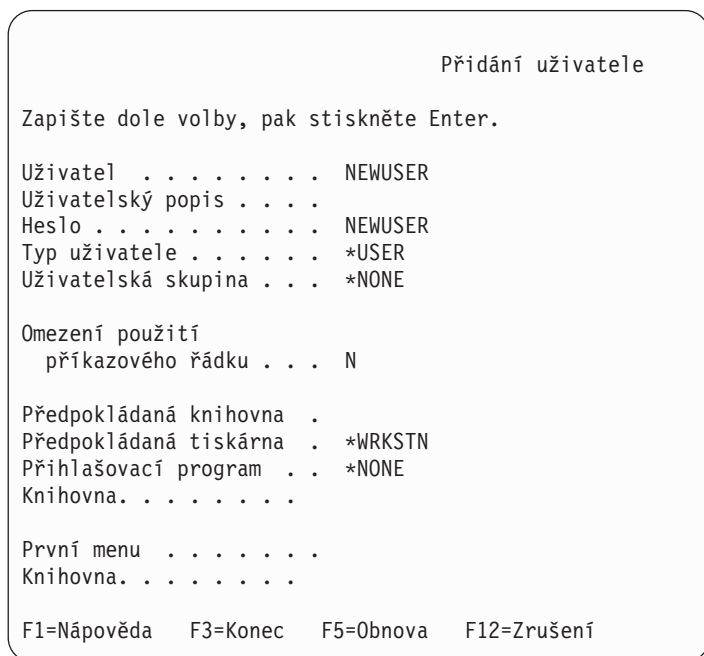 Přidání uživatele
Zapište dole volby, pak stiskněte Enter.
Uživatel . . . . . . . . NEWUSER
Uživatelský popis . . . .
Heslo . . . . . . . . . . NEWUSER
Typ uživatele . . . . . . *USER
Uživatelská skupina . . . *NONE
Omezení použití
příkazového řádku . . . N
Předpokládaná knihovna .
Předpokládaná tiskárna . *WRKSTN
Přihlašovací program . . *NONE
Knihovna. . . . . . . .
První menu . . . . . . .
Knihovna. . . . . . . .
F1=Nápověda F3=Konec F5=Obnova F12=Zrušení